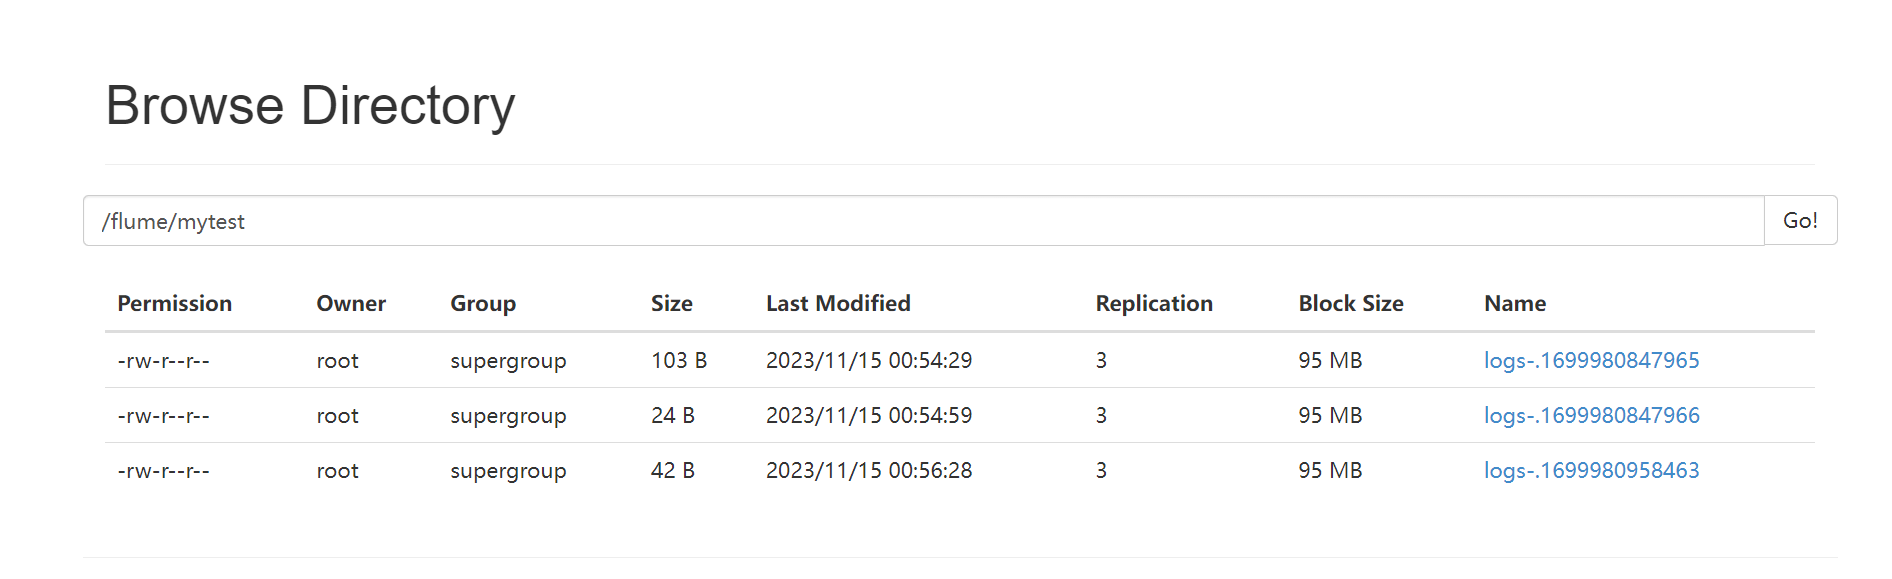 Browse Directory
/flume/mytest Go!
Permission Owner Group Size Last Modified Replication Block Size Name
-rw-r--r-- root supergroup 103 B 2023/11/15 00:54:29 3 95 MB logs-.1699980847965
-rw-r--r-- root supergroup 24 B 2023/11/15 00:54:59 3 95 MB logs-.1699980847966
-rw-r--r-- root supergroup 42 B 2023/11/15 00:56:28 3 95 MB logs-.1699980958463